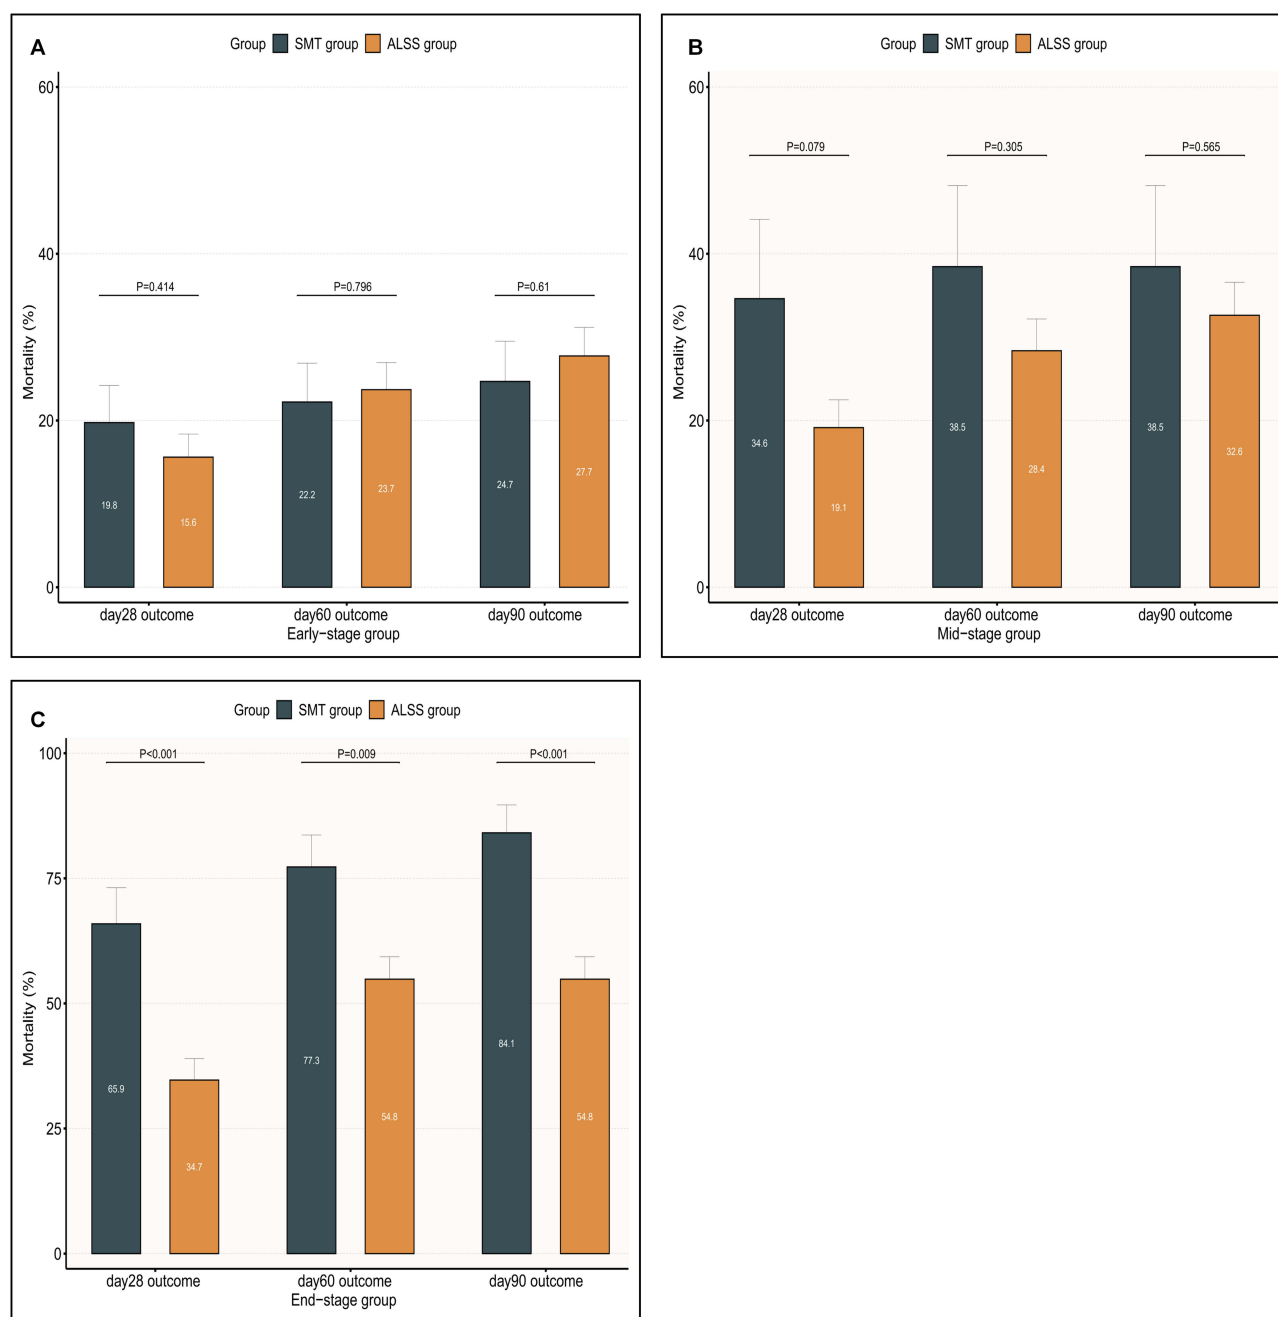 A
Group SMT group ALSS group
60
40
20
0
Mortality (%)
P=0.414
P=0.796
P=0.61
19.8
15.6
22.2
23.7
24.7
27.7
day28 outcome day60 outcome day90 outcome
Early−stage group
B
Group SMT group ALSS group
60
40
20
0
Mortality (%)
P=0.079
P=0.305
P=0.565
34.6
19.1
38.5
28.4
38.5
32.6
day28 outcome day60 outcome day90 outcome
Mid−stage group
C
Group SMT group ALSS group
100
75
50
25
0
Mortality (%)
P<0.001
P=0.009
P<0.001
65.9
34.7
77.3
54.8
84.1
54.8
day28 outcome day60 outcome day90 outcome
End−stage group